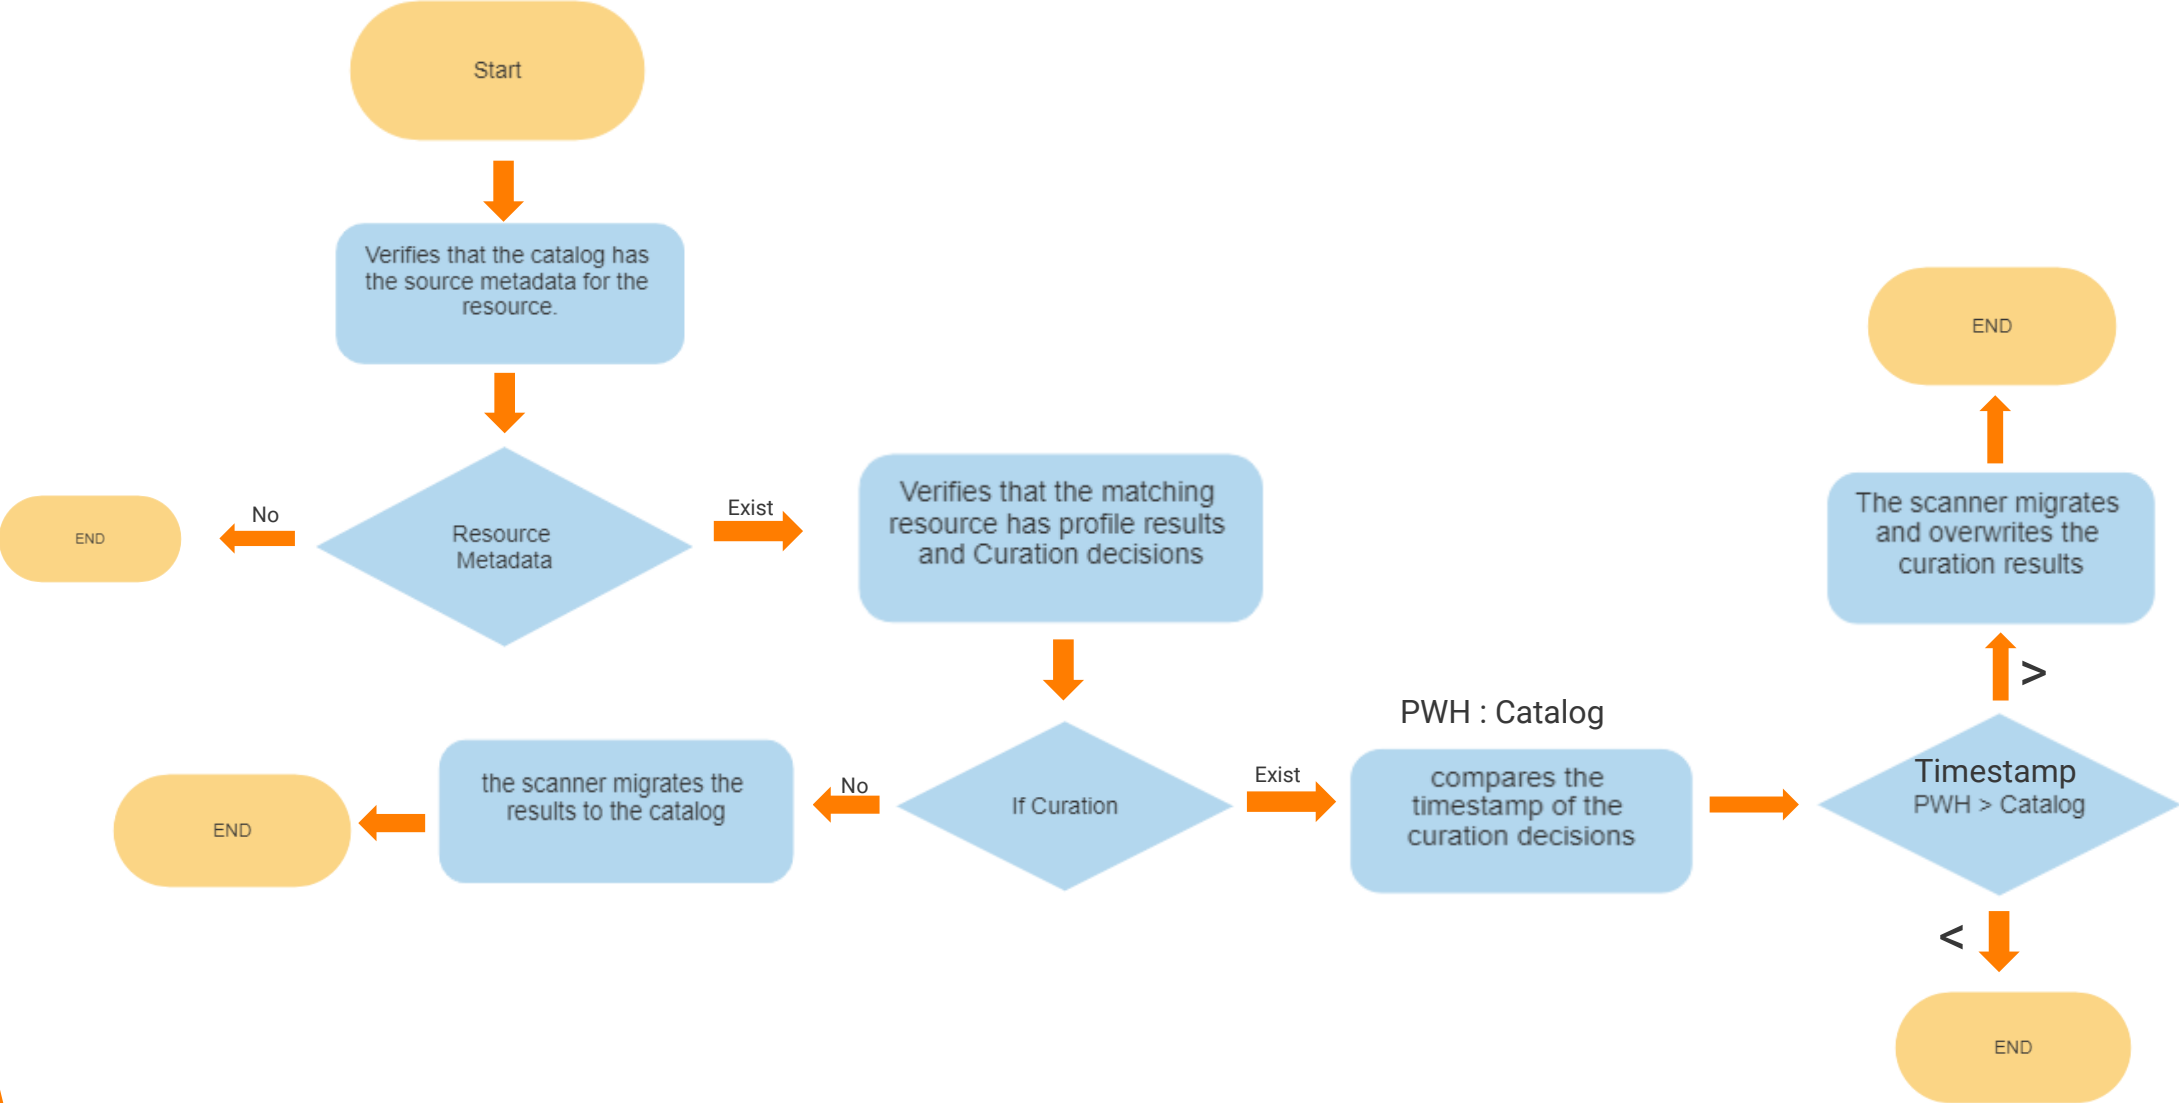 Start
Verifies that the catalog has
the source metadata for the
resource.
END
No
Resource
Metadata
Exist
Verifies that the matching
resource has profile results
and Curation decisions
END
the scanner migrates the
results to the catalog
No
If Curation
Exist
PWH : Catalog
compares the
timestamp of the
curation decisions
Timestamp
PWH > Catalog
>
The scanner migrates
and overwrites the
curation results
END
<
END